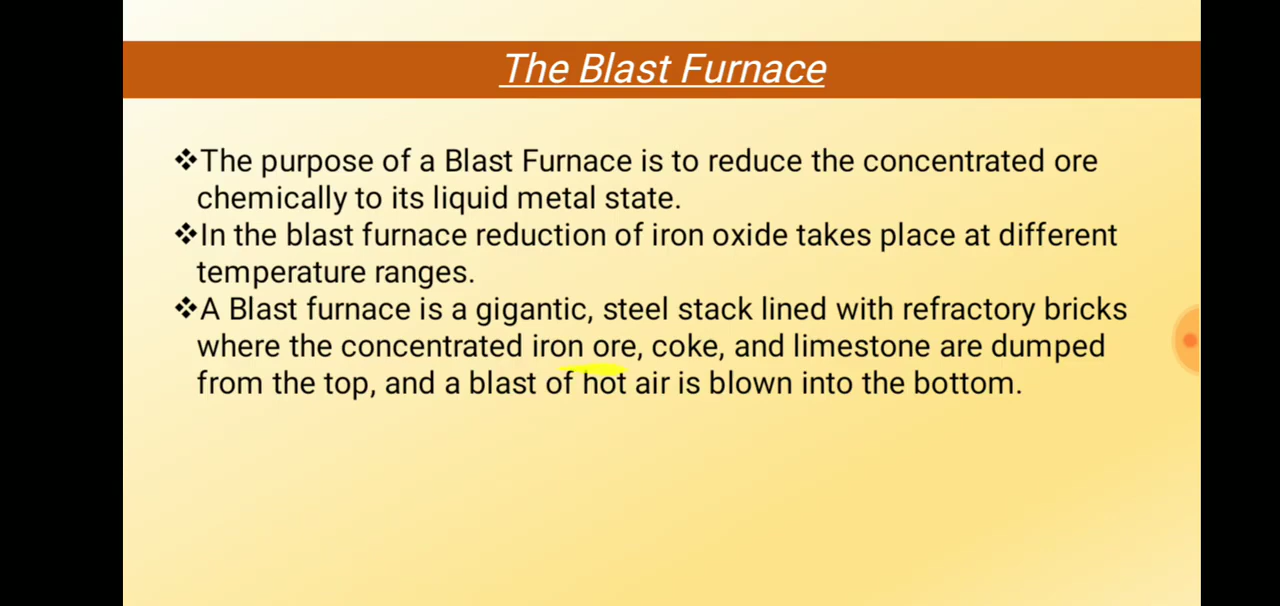 The Blast Furnace
❖The purpose of a Blast Furnace is to reduce the concentrated ore
chemically to its liquid metal state.
❖In the blast furnace reduction of iron oxide takes place at different
temperature ranges.
❖A Blast furnace is a gigantic, steel stack lined with refractory bricks
where the concentrated iron ore, coke, and limestone are dumped
from the top, and a blast of hot air is blown into the bottom.